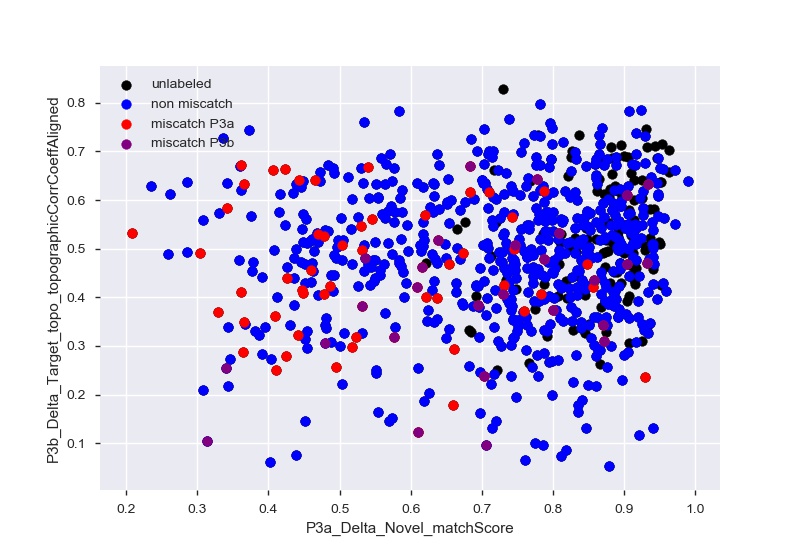 unlabeled
non miscatch
miscatch P3a
miscatch P3b
0.8
0.7
0.6
0.5
0.4
0.3
0.2
0.1
P3b_Delta_Target_topo_topographicCorrCoeffAligned
0.2 0.3 0.4 0.5 0.6 0.7 0.8 0.9 1.0
P3a_Delta_Novel_matchScore